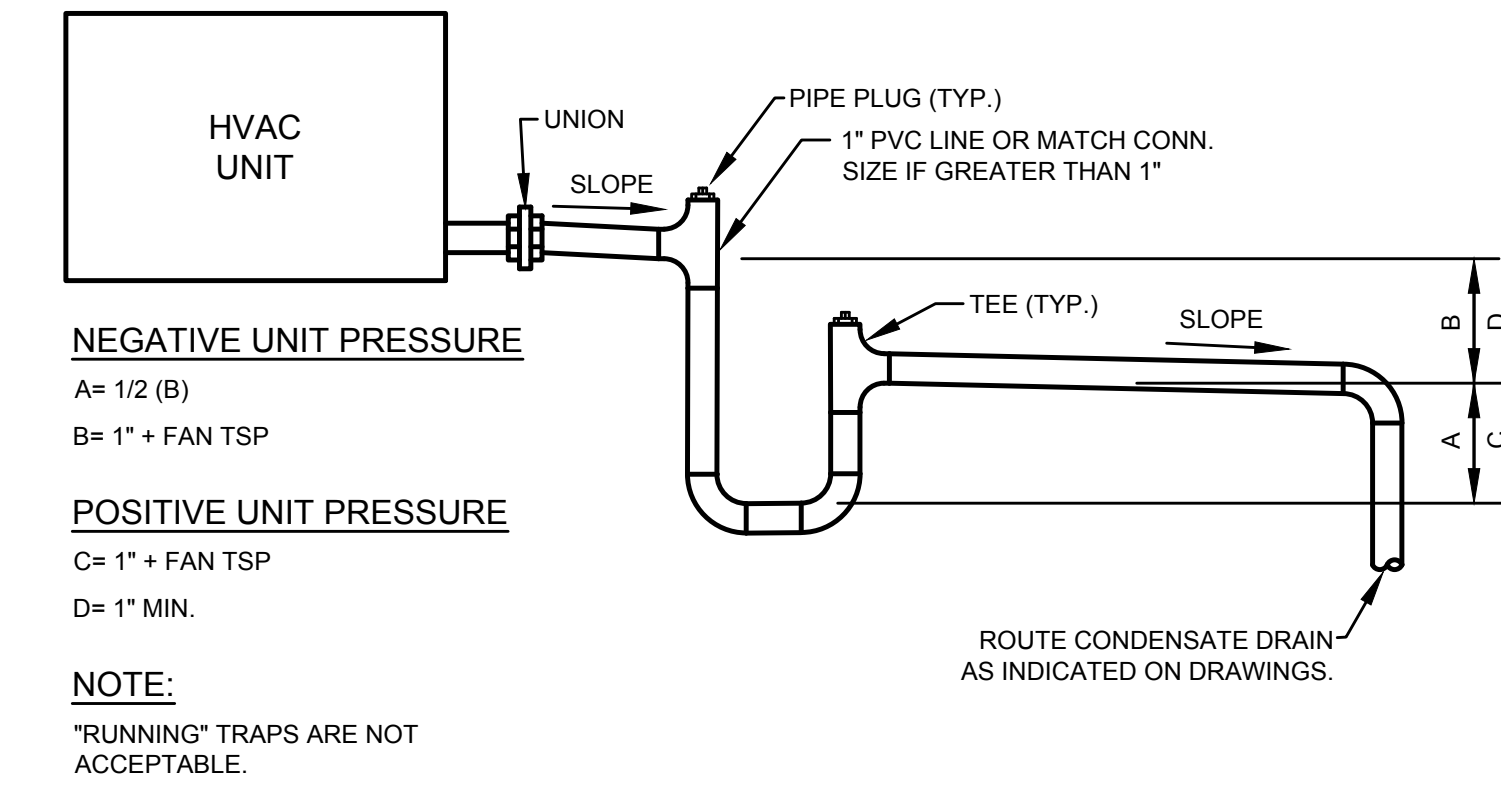 HVAC
UNIT
UNION
SLOPE
PIPE PLUG (TYP.)
1" PVC LINE OR MATCH CONN.
SIZE IF GREATER THAN 1"
TEE (TYP.)
SLOPE
B
D
A
C
NEGATIVE UNIT PRESSURE
A= 1/2 (B)
B= 1" + FAN TSP
POSITIVE UNIT PRESSURE
C= 1" + FAN TSP
D= 1" MIN.
NOTE:
"RUNNING" TRAPS ARE NOT
ACCEPTABLE.
ROUTE CONDENSATE DRAIN
AS INDICATED ON DRAWINGS.